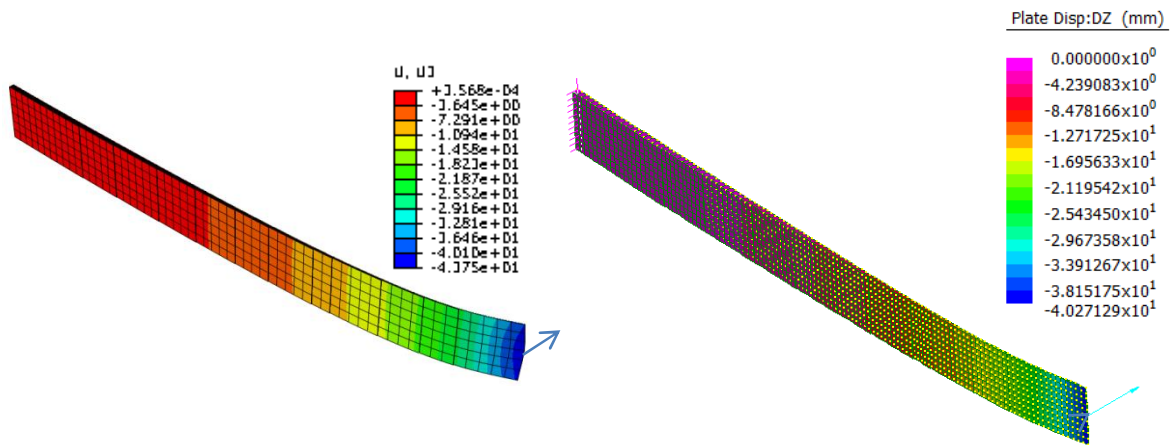 U, U3
+3.568e-04
-3.645e+00
-7.291e+00
-1.094e+01
-1.458e+01
-1.823e+01
-2.187e+01
-2.552e+01
-2.916e+01
-3.281e+01
-3.646e+01
-4.010e+01
-4.375e+01
Plate Disp:DZ (mm)
0.000000x10⁰
-4.239083x10⁰
-8.478166x10⁰
-1.271725x10¹
-1.695633x10¹
-2.119542x10¹
-2.543450x10¹
-2.967358x10¹
-3.391267x10¹
-3.815175x10¹
-4.027129x10¹